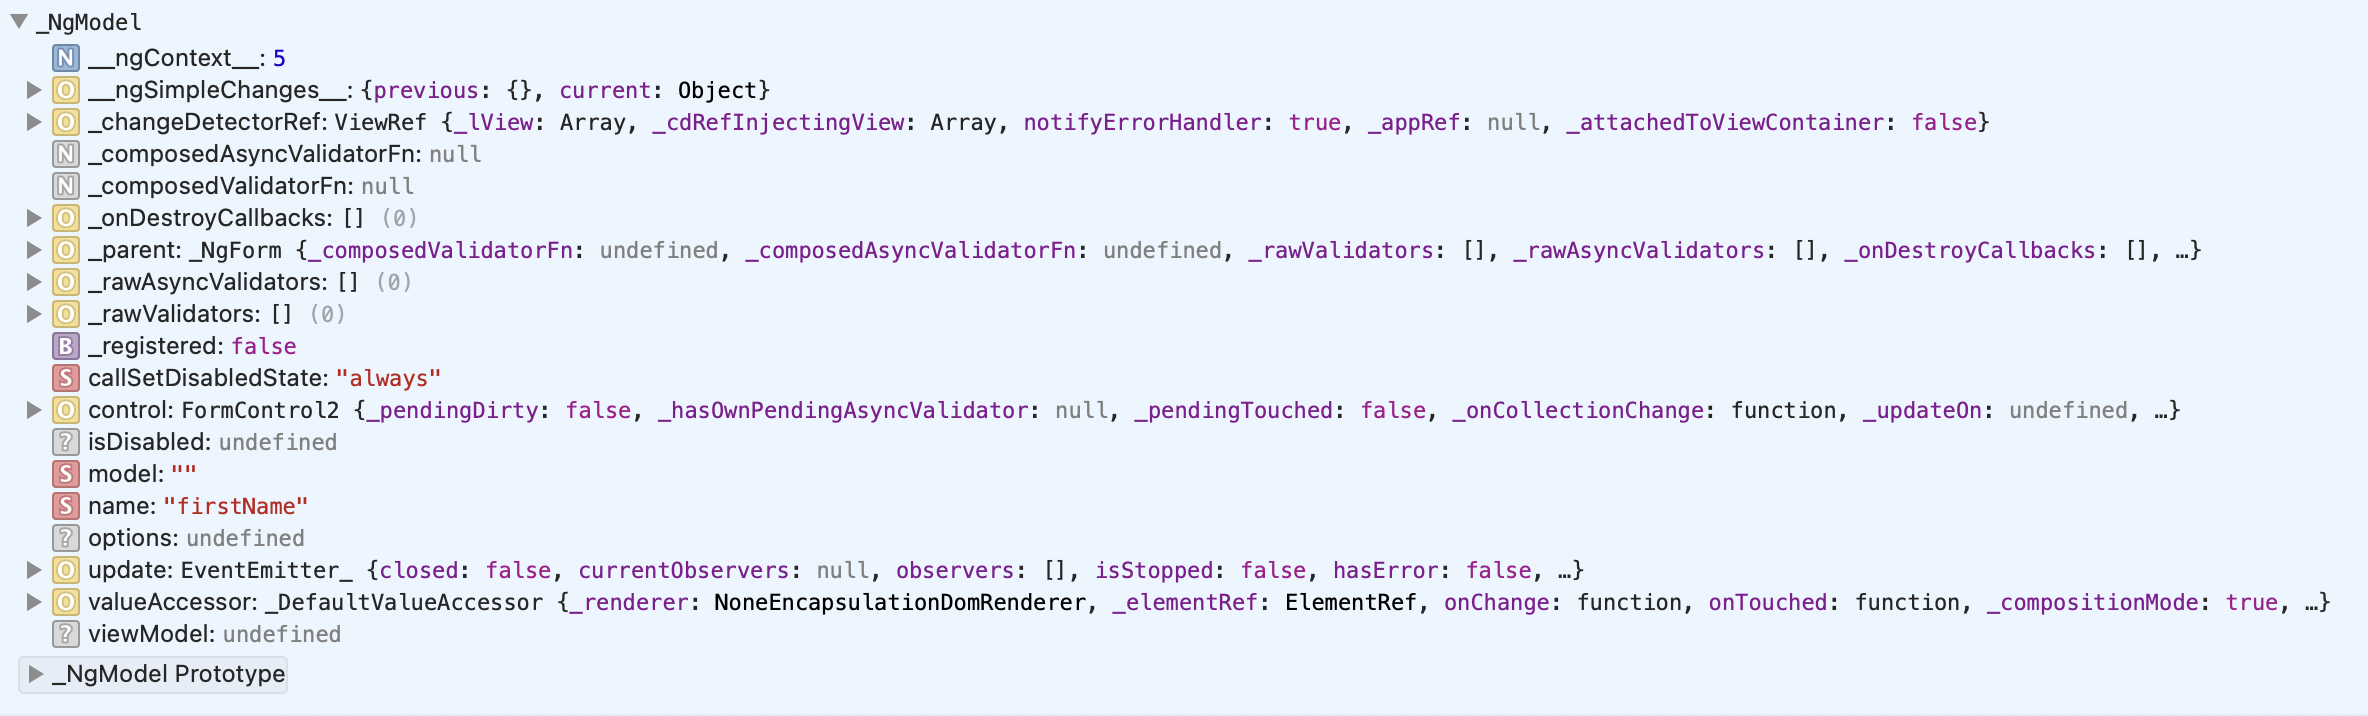 _NgModel
N __ngContext__: 5
O __ngSimpleChanges__: {previous: {}, current: Object}
O _changeDetectorRef: ViewRef {_lView: Array, _cdRefInjectingView: Array, notifyErrorHandler: true, _appRef: null, _attachedToViewContainer: false}
N _composedAsyncValidatorFn: null
N _composedValidatorFn: null
O _onDestroyCallbacks: [] (0)
O _parent: _NgForm {_composedValidatorFn: undefined, _composedAsyncValidatorFn: undefined, _rawValidators: [], _rawAsyncValidators: [], _onDestroyCallbacks: [], …}
O _rawAsyncValidators: [] (0)
O _rawValidators: [] (0)
B _registered: false
S callSetDisabledState: "always"
O control: FormControl2 {_pendingDirty: false, _hasOwnPendingAsyncValidator: null, _pendingTouched: false, _onCollectionChange: function, _updateOn: undefined, …}
? isDisabled: undefined
S model: ""
S name: "firstName"
? options: undefined
O update: EventEmitter_ {closed: false, currentObservers: null, observers: [], isStopped: false, hasError: false, …}
O valueAccessor: _DefaultValueAccessor {_renderer: NoneEncapsulationDomRenderer, _elementRef: ElementRef, onChange: function, onTouched: function, _compositionMode: true, …}
? viewModel: undefined
_NgModel Prototype